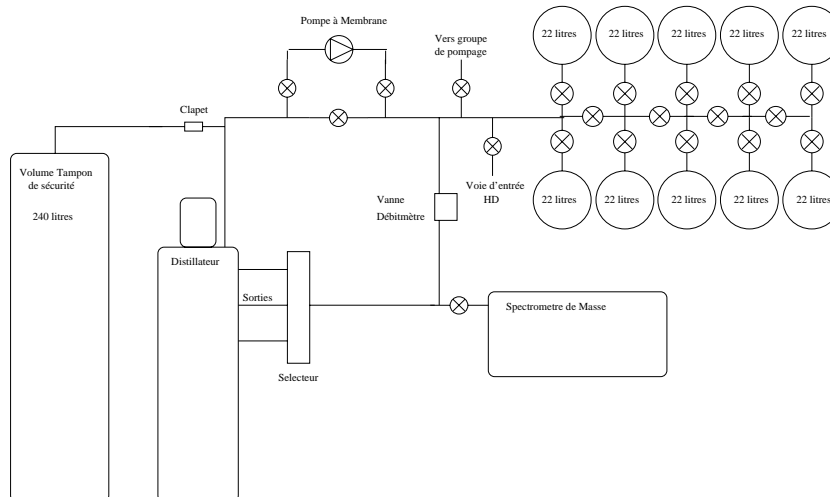 Pompe à Membrane
Vers groupe
de pompage
22 litres
22 litres
22 litres
22 litres
22 litres
Clapet
Volume Tampon
de sécurité
240 litres
Voie d'entrée
HD
Vanne
Débitmètre
22 litres
22 litres
22 litres
22 litres
22 litres
Distillateur
Sorties
Spectrometre de Masse
Selecteur